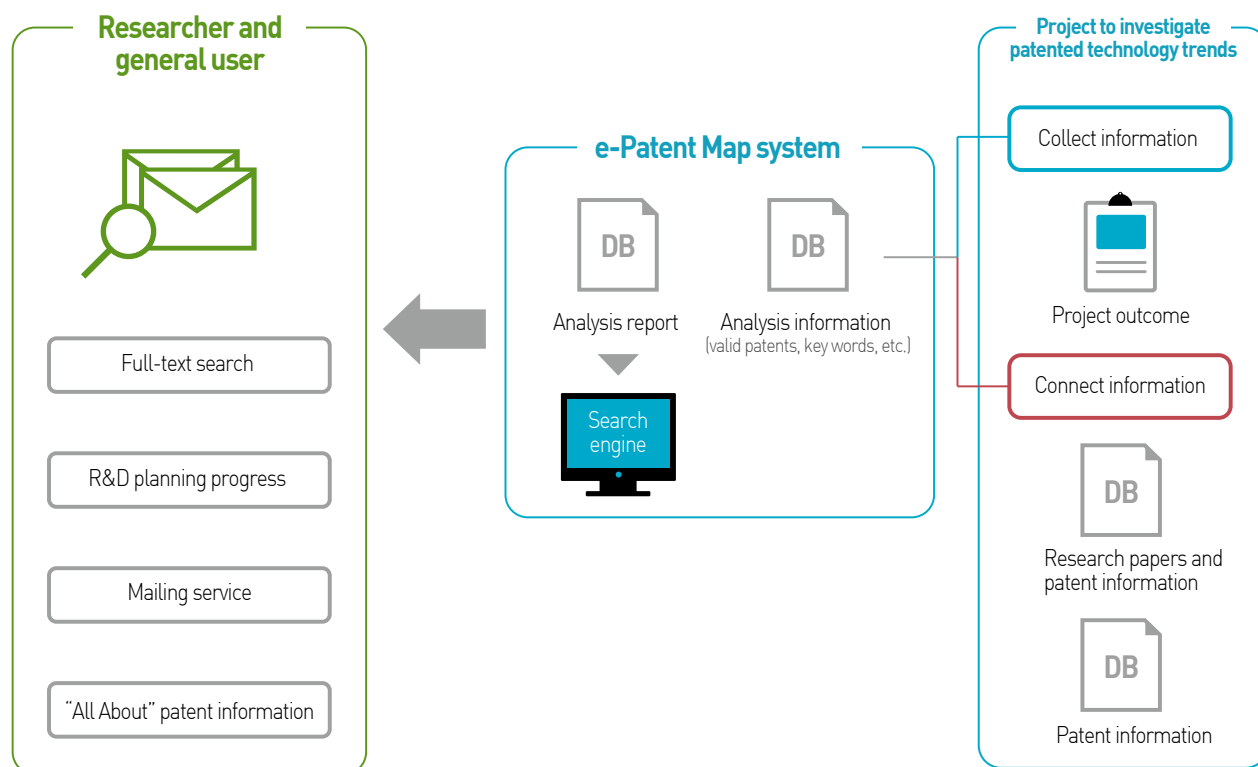 Researcher and
general user
Full-text search
R&D planning progress
Mailing service
“All About” patent information
e-Patent Map system
DB
Analysis report
DB
Analysis information
(valid patents, key words, etc.)
Search
engine
Project to investigate
patented technology trends
Collect information
Project outcome
Connect information
DB
Research papers and
patent information
DB
Patent information